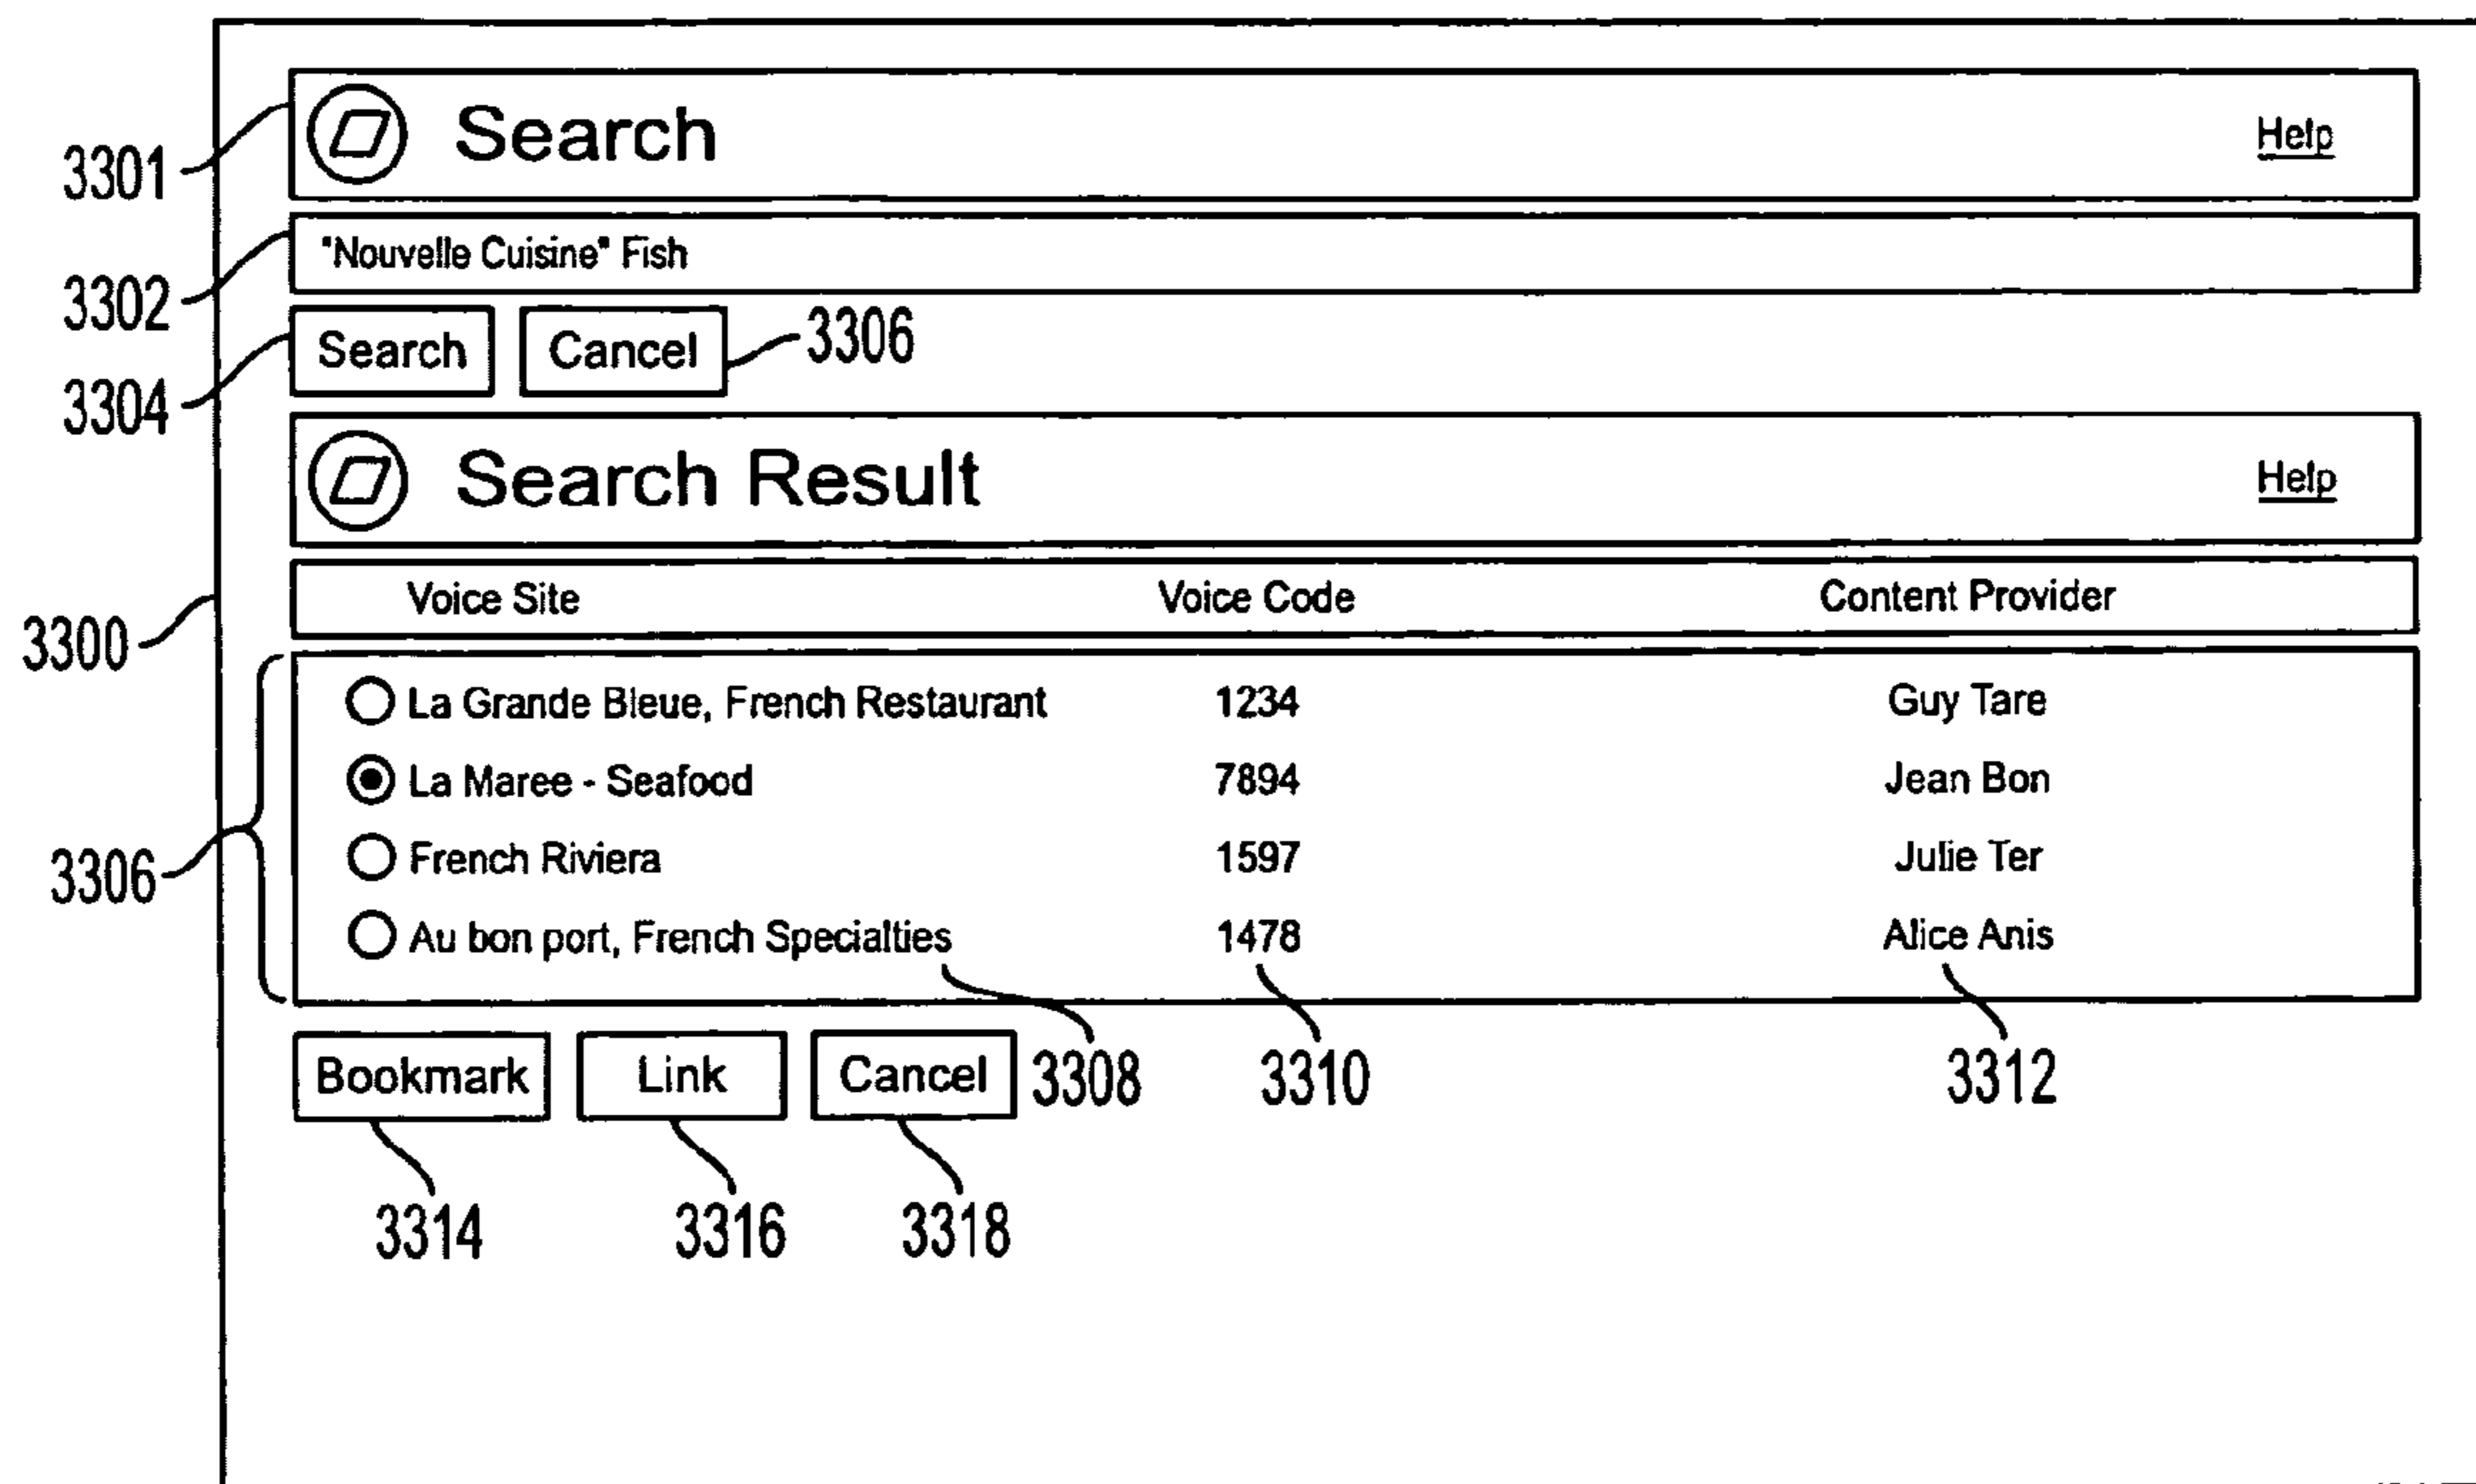 Search Help
3301
"Nouvelle Cuisine" Fish
3302
Search Cancel 3306
3304
Search Result Help
Voice Site Voice Code Content Provider
3300
La Grande Bleue, French Restaurant 1234 Guy Tare
La Maree - Seafood 7894 Jean Bon
French Riviera 1597 Julie Ter
3306
Au bon port, French Specialties 1478 Alice Anis
Bookmark Link Cancel 3308 3310 3312
3314 3316 3318